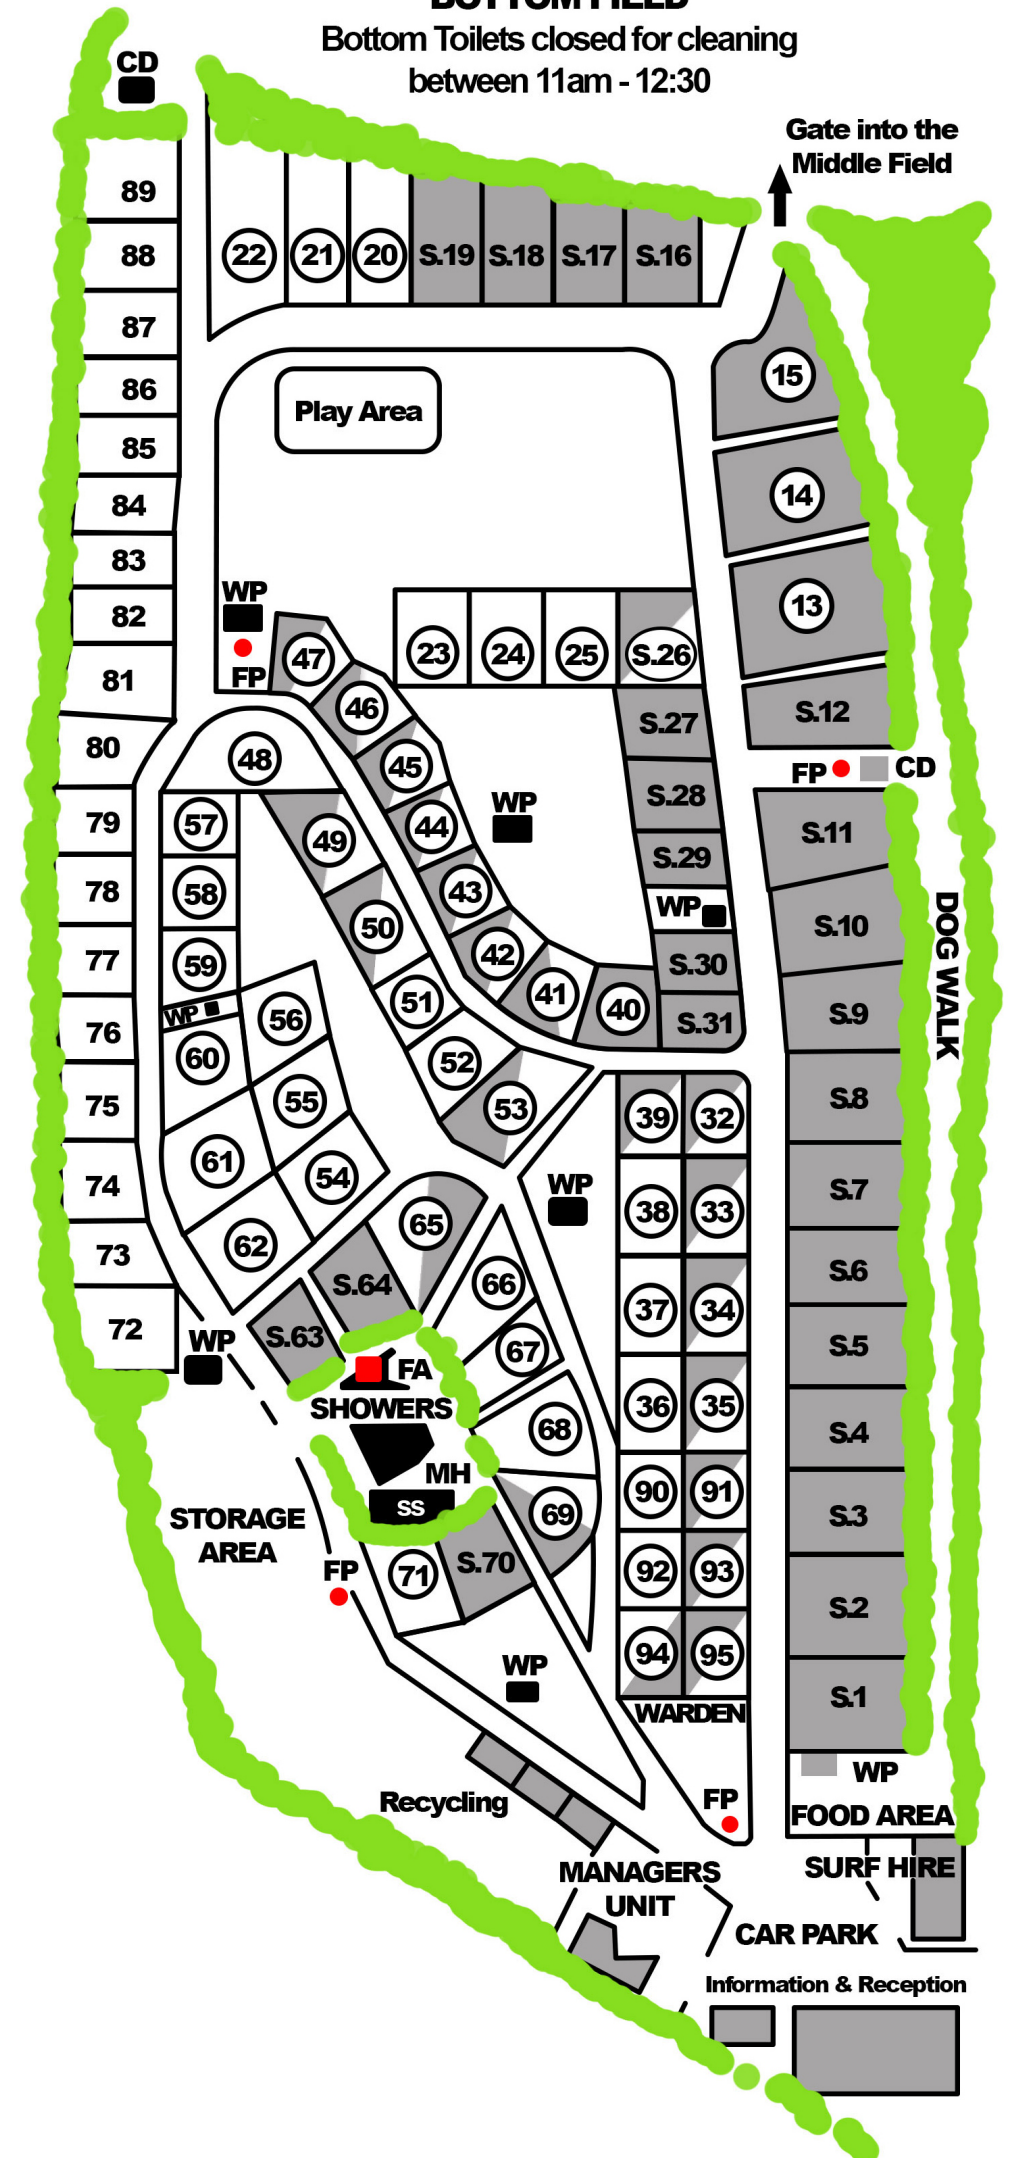 BOTTOM FIELD
Bottom Toilets closed for cleaning
between 11am - 12:30
CD
Gate into the
Middle Field
89
88
87
86
85
84
83
82
81
80
79
78
77
76
75
74
73
72
22
21
20
S.19
S.18
S.17
S.16
Play Area
15
14
13
S.12
FP
CD
WP
FP
47
46
45
44
43
42
41
40
23
24
25
S.26
S.27
S.28
S.29
WP
S.30
S.31
WP
48
49
50
51
52
53
57
58
59
WP
60
61
62
56
55
54
S.11
S.10
S.9
S.8
S.7
S.6
S.5
S.4
S.3
S.2
S.1
DOG WALK
39
32
38
33
37
34
36
35
90
91
92
93
94
95
WARDEN
FP
WP
65
S.64
S.63
66
67
68
69
S.70
71
WP
FA
SHOWERS
MH
SS
STORAGE
AREA
FP
WP
Recycling
WP
FOOD AREA
SURF HIRE
MANAGERS
UNIT
CAR PARK
Information & Reception